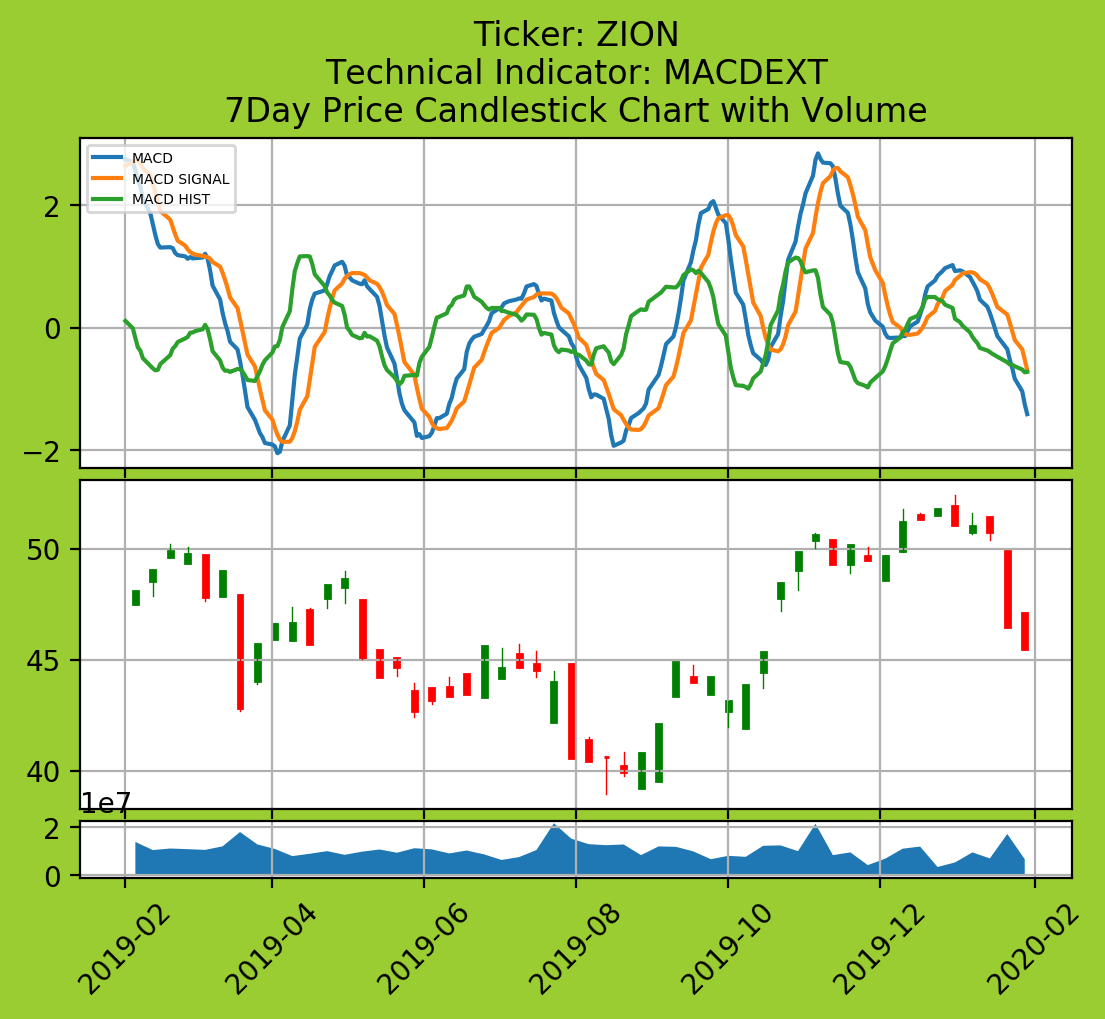 Ticker: ZION
Technical Indicator: MACDEXT
7Day Price Candlestick Chart with Volume
MACD
MACD SIGNAL
MACD HIST
2
0
−2
50
45
40
1e7
2
0
2019-02
2019-04
2019-06
2019-08
2019-10
2019-12
2020-02